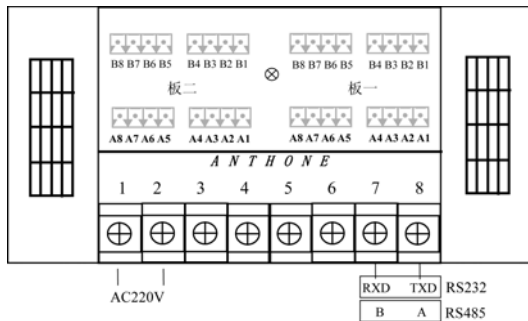 B8 B7 B6 B5 B4 B3 B2 B1 B8 B7 B6 B5 B4 B3 B2 B1
板二 板一
A8 A7 A6 A5 A4 A3 A2 A1 A8 A7 A6 A5 A4 A3 A2 A1
ANTHONE
1 2 3 4 5 6 7 8
AC220V RXD TXD RS232
B A RS485